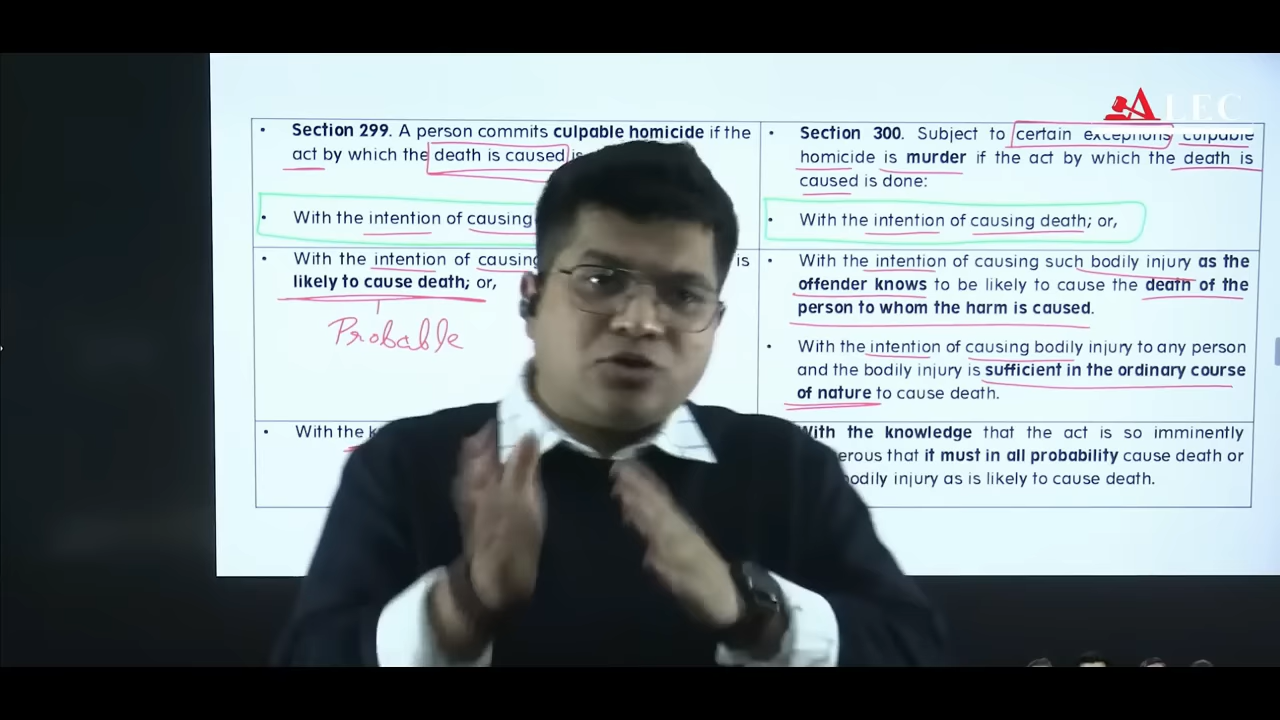 ALEC
Section 299. A person commits culpable homicide if the
act by which the death is caused is
With the intention of causing
With the intention of causing is
likely to cause death; or,
Probable
With the
Section 300. Subject to certain exceptions culpable
homicide is murder if the act by which the death is
caused is done:
With the intention of causing death; or,
With the intention of causing such bodily injury as the
offender knows to be likely to cause the death of the
person to whom the harm is caused.
With the intention of causing bodily injury to any person
and the bodily injury is sufficient in the ordinary course
of nature to cause death.
With the knowledge that the act is so imminently
that it must in all probability cause death or
bodily injury as is likely to cause death.